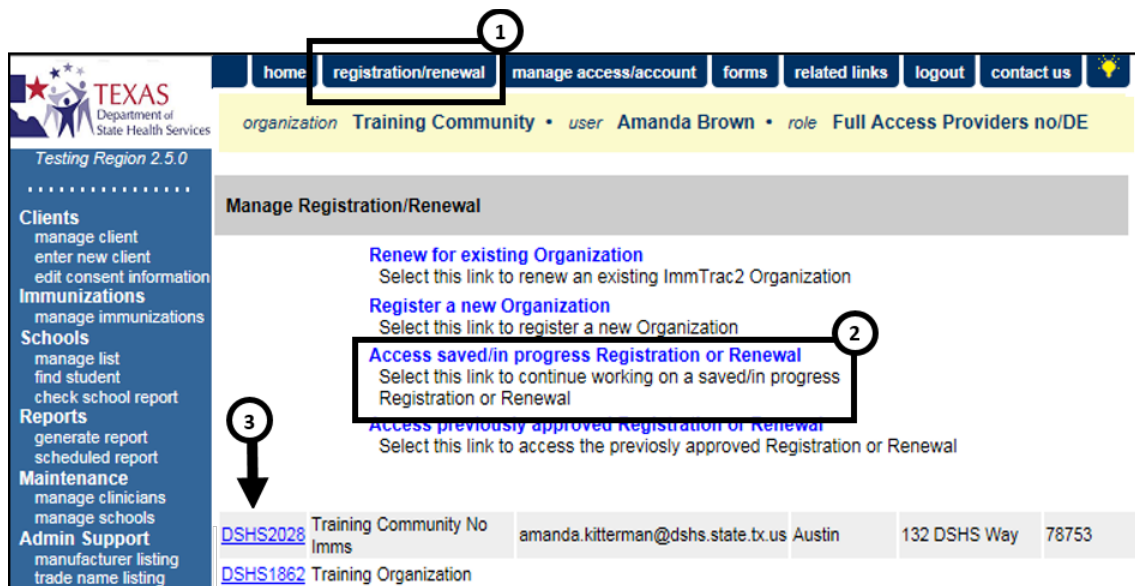 1
home registration/renewal manage access/account forms related links logout contact us
TEXAS
Department of
State Health Services
organization Training Community • user Amanda Brown • role Full Access Providers no/DE
Testing Region 2.5.0
Manage Registration/Renewal
Clients
manage client
enter new client
edit consent information
Immunizations
manage immunizations
Schools
manage list
find student
check school report
Reports
generate report
scheduled report
Maintenance
manage clinicians
manage schools
Admin Support
manufacturer listing
trade name listing
Renew for existing Organization
Select this link to renew an existing ImmTrac2 Organization
Register a new Organization
Select this link to register a new Organization
2
Access saved/in progress Registration or Renewal
Select this link to continue working on a saved/in progress
Registration or Renewal
Access previously approved Registration or Renewal
Select this link to access the previosly approved Registration or Renewal
3
DSHS2028 Training Community No Imms amanda.kitterman@dshs.state.tx.us Austin 132 DSHS Way 78753
DSHS1862 Training Organization